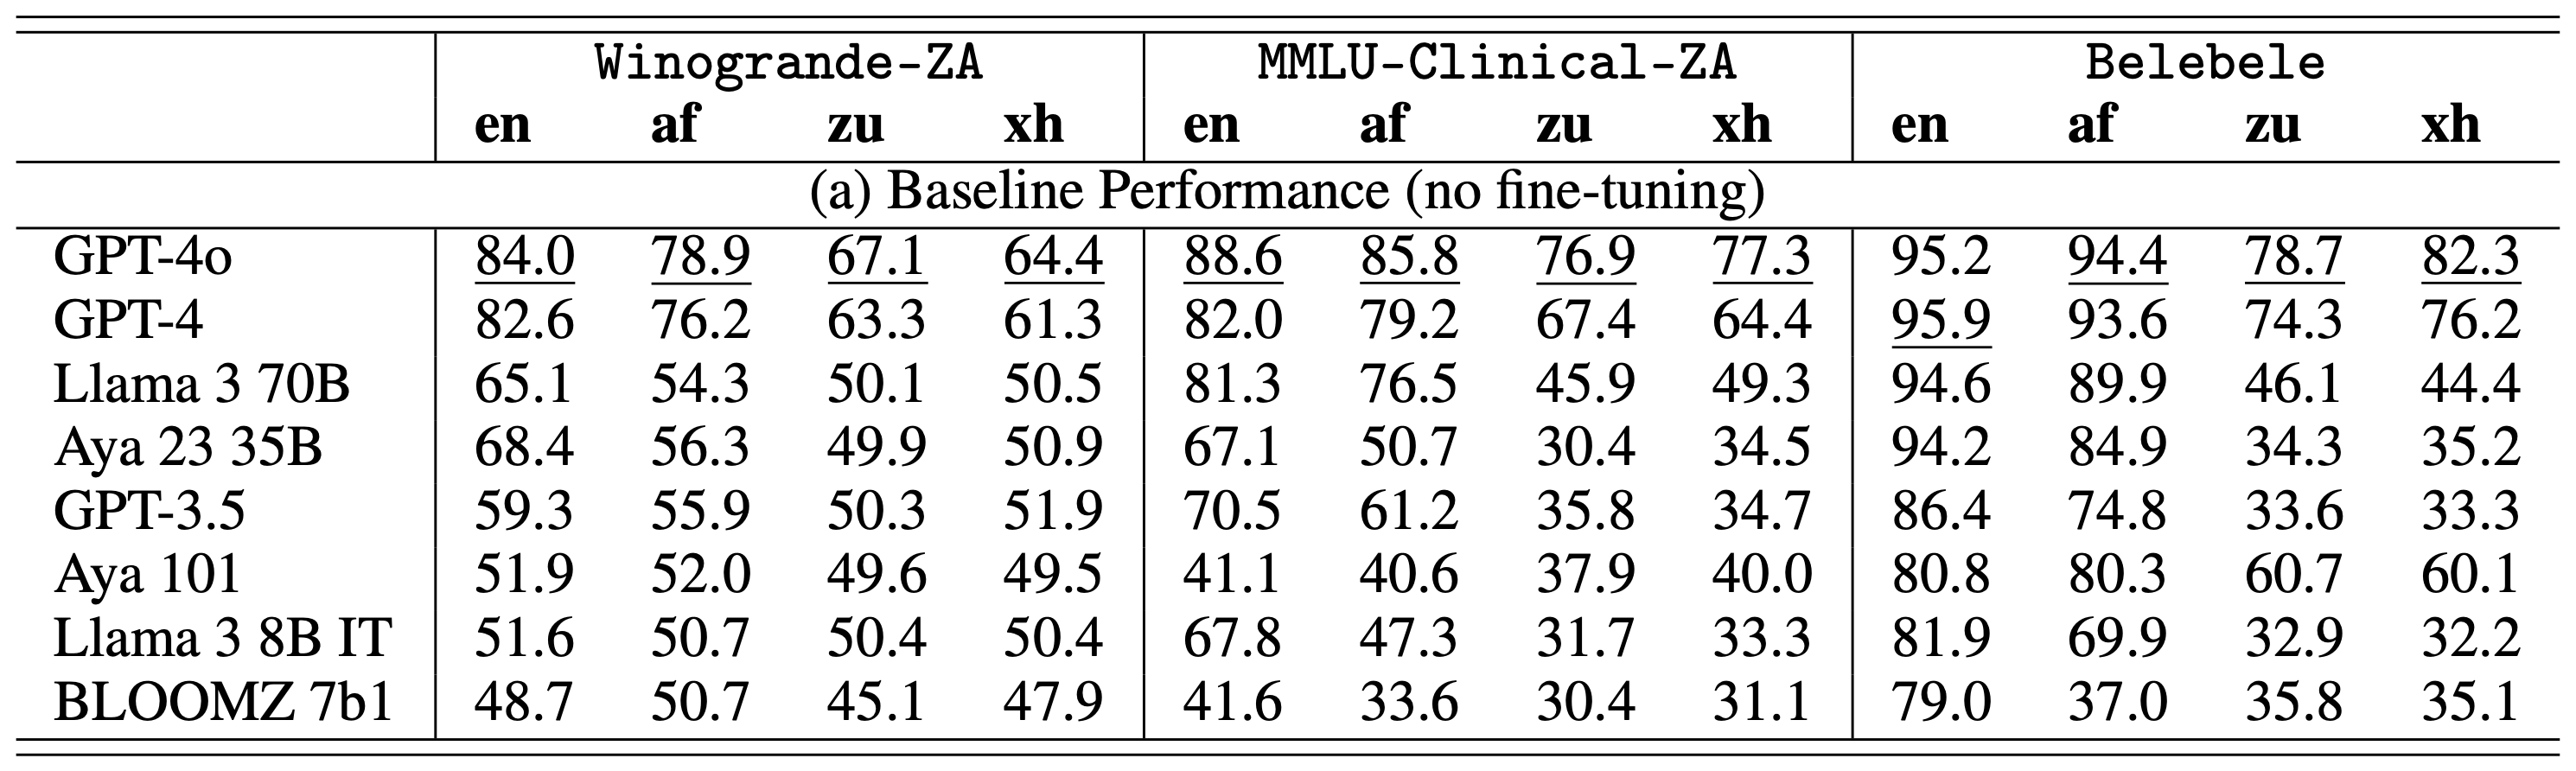 Winogrande-ZA MMLU-Clinical-ZA Belebele
en af zu xh en af zu xh en af zu xh
(a) Baseline Performance (no fine-tuning)
GPT-4o 84.0 78.9 67.1 64.4 88.6 85.8 76.9 77.3 95.2 94.4 78.7 82.3
GPT-4 82.6 76.2 63.3 61.3 82.0 79.2 67.4 64.4 95.9 93.6 74.3 76.2
Llama 3 70B 65.1 54.3 50.1 50.5 81.3 76.5 45.9 49.3 94.6 89.9 46.1 44.4
Aya 23 35B 68.4 56.3 49.9 50.9 67.1 50.7 30.4 34.5 94.2 84.9 34.3 35.2
GPT-3.5 59.3 55.9 50.3 51.9 70.5 61.2 35.8 34.7 86.4 74.8 33.6 33.3
Aya 101 51.9 52.0 49.6 49.5 41.1 40.6 37.9 40.0 80.8 80.3 60.7 60.1
Llama 3 8B IT 51.6 50.7 50.4 50.4 67.8 47.3 31.7 33.3 81.9 69.9 32.9 32.2
BLOOMZ 7b1 48.7 50.7 45.1 47.9 41.6 33.6 30.4 31.1 79.0 37.0 35.8 35.1